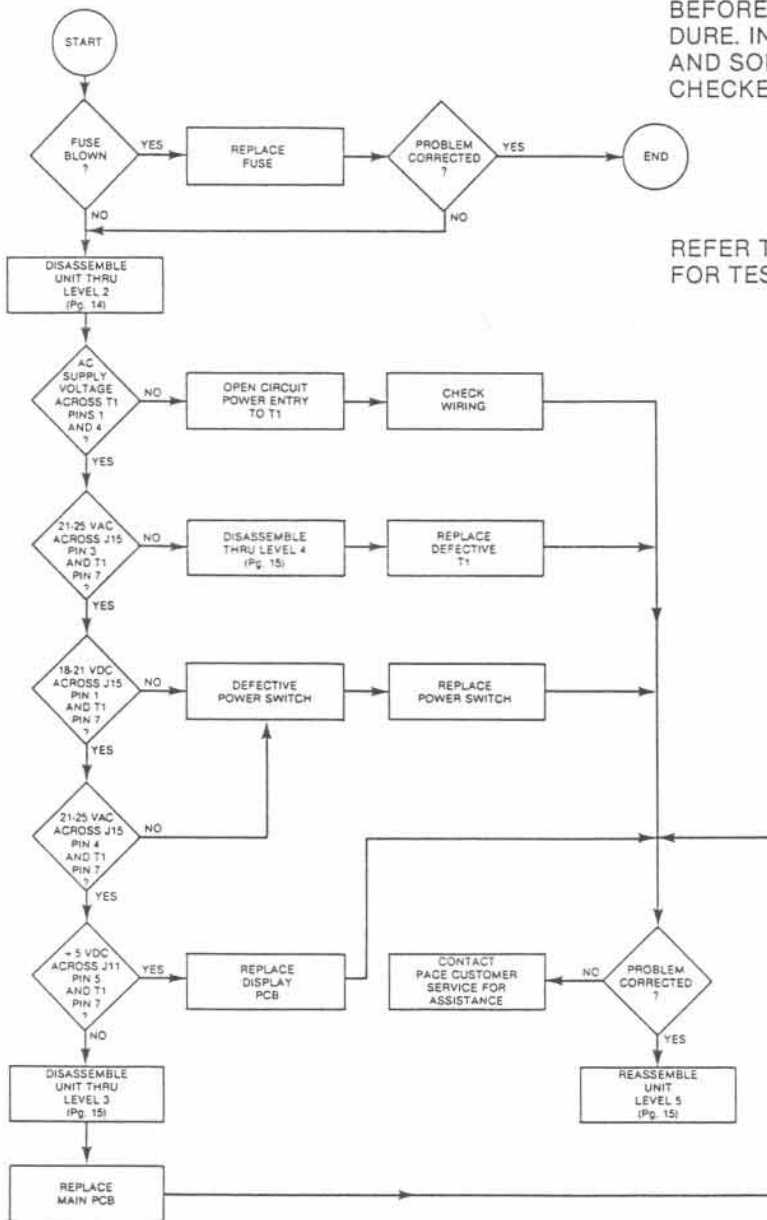 BEFORE
DURE. IN
AND SOL
CHECKE
START
FUSE
BLOWN
?
YES
REPLACE
FUSE
PROBLEM
CORRECTED
?
YES
END
NO
NO
DISASSEMBLE
UNIT THRU
LEVEL 2
(Pg. 14)
REFER T
FOR TES
AC
SUPPLY
VOLTAGE
ACROSS T1
PINS 1
AND 4
?
NO
OPEN CIRCUIT
POWER ENTRY
TO T1
CHECK
WIRING
YES
21-25 VAC
ACROSS J15
PIN 3
AND T1
PIN 7
?
NO
DISASSEMBLE
THRU LEVEL 4
(Pg. 15)
REPLACE
DEFECTIVE
T1
YES
18-21 VDC
ACROSS J15
PIN 1
AND T1
PIN 7
?
NO
DEFECTIVE
POWER SWITCH
REPLACE
POWER SWITCH
YES
21-25 VAC
ACROSS J15
PIN 4
AND T1
PIN 7
?
NO
YES
+ 5 VDC
ACROSS J11
PIN 5
AND T1
PIN 7
?
YES
REPLACE
DISPLAY
PCB
CONTACT
PACE CUSTOMER
SERVICE FOR
ASSISTANCE
NO
PROBLEM
CORRECTED
?
NO
YES
DISASSEMBLE
UNIT THRU
LEVEL 3
(Pg. 15)
REASSEMBLE
UNIT
LEVEL 5
(Pg. 15)
REPLACE
MAIN PCB